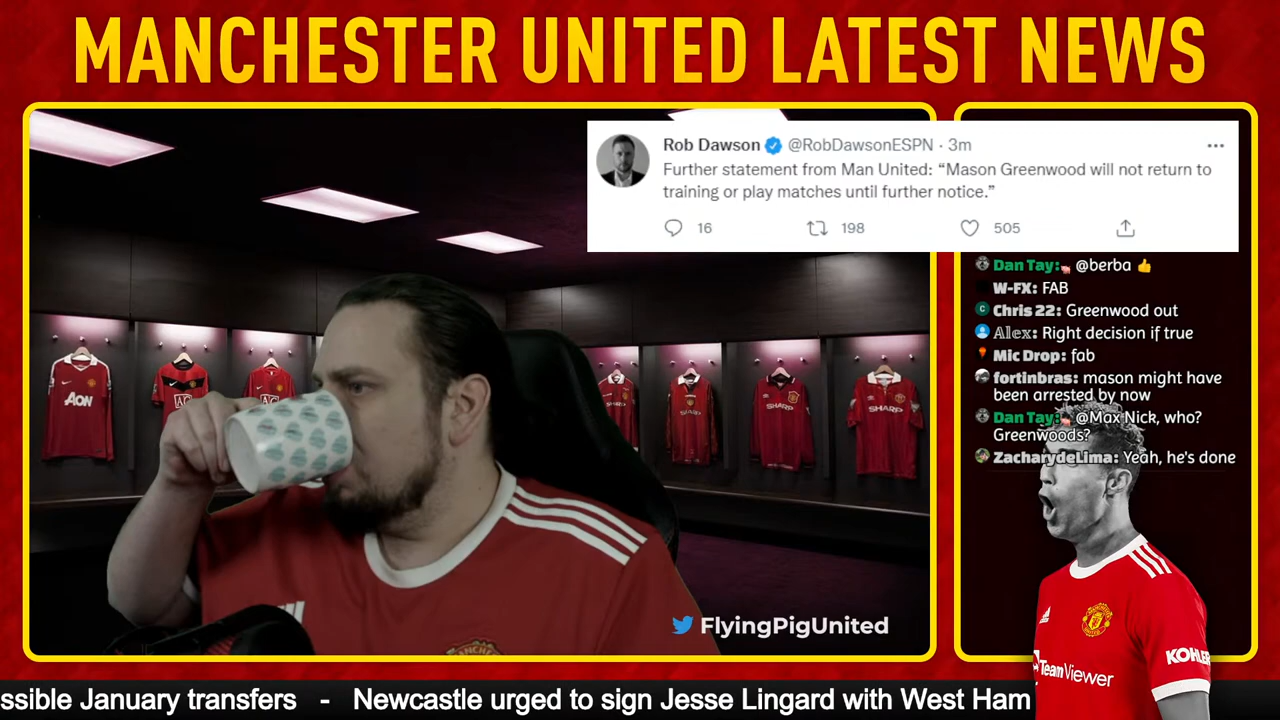 MANCHESTER UNITED LATEST NEWS
Rob Dawson @RobDawsonESPN · 3m
Further statement from Man United: “Mason Greenwood will not return to
training or play matches until further notice.”
16 198 505
Dan Tay: @berba 👍
W-FX: FAB
C Chris 22: Greenwood out
Alex: Right decision if true
Mic Drop: fab
fortinbras: mason might have
been arrested by now
Dan Tay: @Max Nick, who?
Greenwoods?
ZacharydeLima: Yeah, he's done
AON
SHARP
SHARP
SHARP
FlyingPigUnited
TeamViewer
KOHLER
ssible January transfers - Newcastle urged to sign Jesse Lingard with West Ham